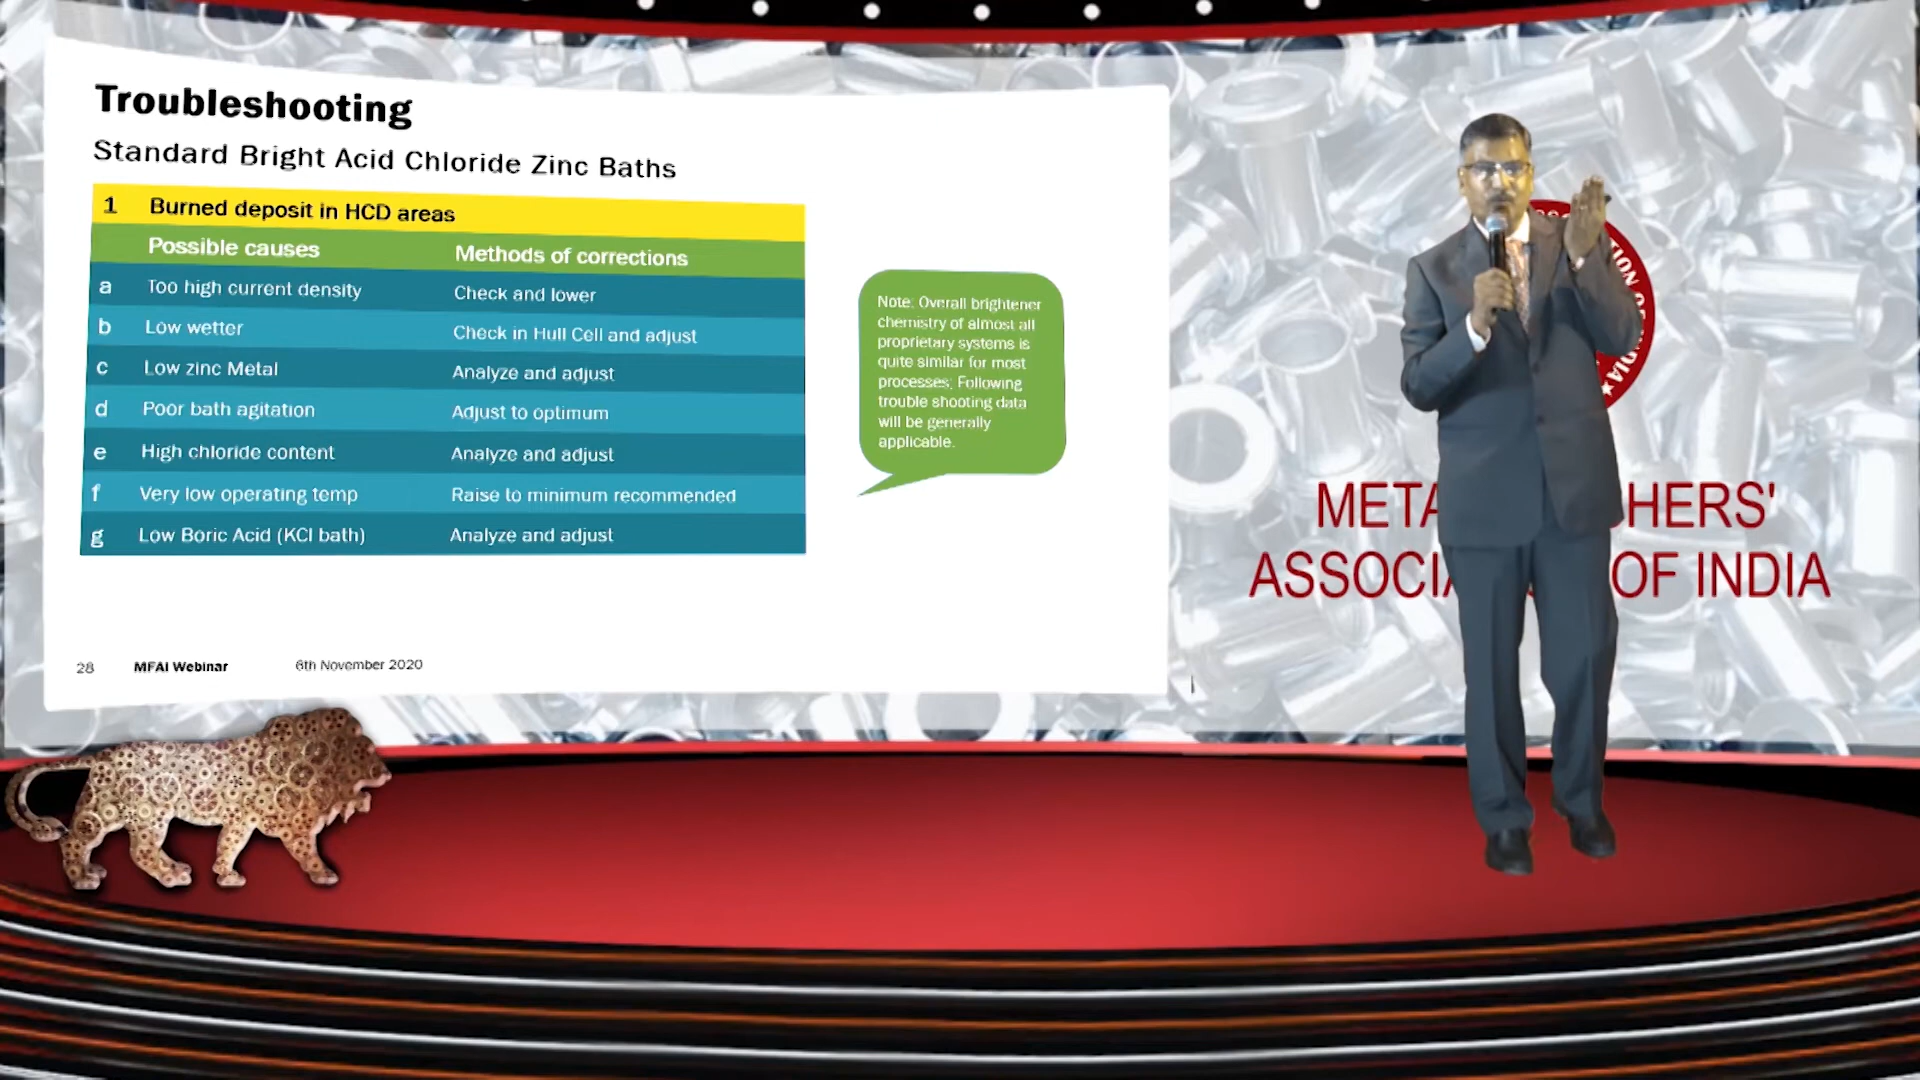 Troubleshooting
Standard Bright Acid Chloride Zinc Baths
1 Burned deposit in HCD areas
Possible causes Methods of corrections
a Too high current density Check and lower
b Low wetter Check in Hull Cell and adjust
c Low zinc Metal Analyze and adjust
d Poor bath agitation Adjust to optimum
e High chloride content Analyze and adjust
f Very low operating temp Raise to minimum recommended
g Low Boric Acid (KCl bath) Analyze and adjust
Note: Overall brightener
chemistry of almost all
proprietary systems is
quite similar for most
processes; Following
trouble shooting data
will be generally
applicable.
28 MFAI Webinar 6th November 2020
META HERS'
ASSOCI OF INDIA
TION OF INDIA